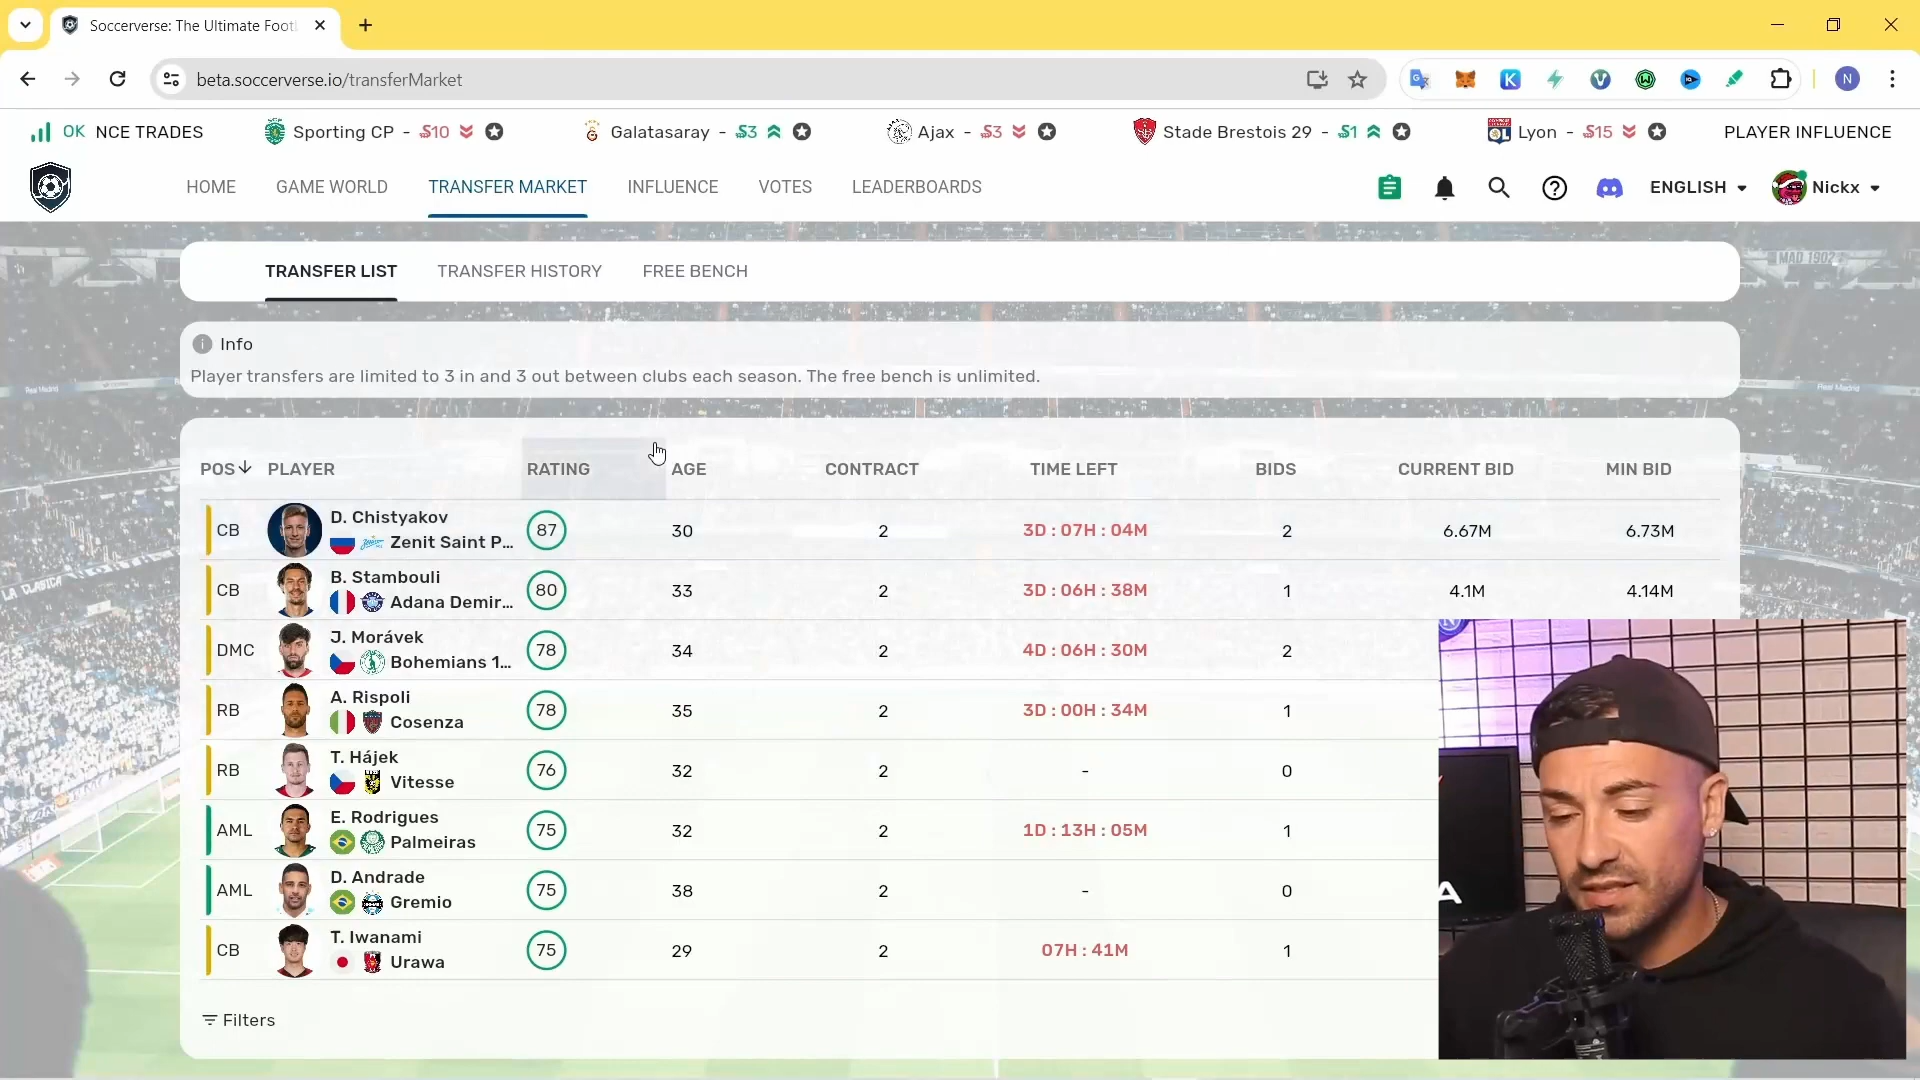 Soccerverse: The Ultimate Footb
beta.soccerverse.io/transferMarket
N
OK NCE TRADES Sporting CP - $10 Galatasaray - $3 Ajax - $3 Stade Brestois 29 - $1 Lyon - $15 PLAYER INFLUENCE
HOME GAME WORLD TRANSFER MARKET INFLUENCE VOTES LEADERBOARDS ENGLISH Nickx
TRANSFER LIST TRANSFER HISTORY FREE BENCH
Info
Player transfers are limited to 3 in and 3 out between clubs each season. The free bench is unlimited.
POS PLAYER RATING AGE CONTRACT TIME LEFT BIDS CURRENT BID MIN BID
CB D. Chistyakov 87 30 2 3D : 07H : 04M 2 6.67M 6.73M
Zenit Saint P...
CB B. Stambouli 80 33 2 3D : 06H : 38M 1 4.1M 4.14M
Adana Demir...
DMC J. Morávek 78 34 2 4D : 06H : 30M 2
Bohemians 1...
RB A. Rispoli 78 35 2 3D : 00H : 34M 1
Cosenza
RB T. Hájek 76 32 2 - 0
Vitesse
AML E. Rodrigues 75 32 2 1D : 13H : 05M 1
Palmeiras
AML D. Andrade 75 38 2 - 0
Gremio
CB T. Iwanami 75 29 2 07H : 41M 1
Urawa
Filters